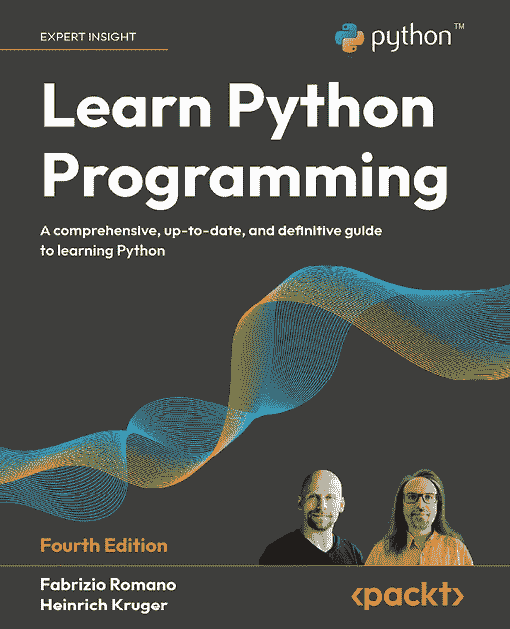 EXPERT INSIGHT
python™
Learn Python
Programming
A comprehensive, up-to-date, and definitive guide
to learning Python
Fourth Edition
Fabrizio Romano
Heinrich Kruger
<packt>